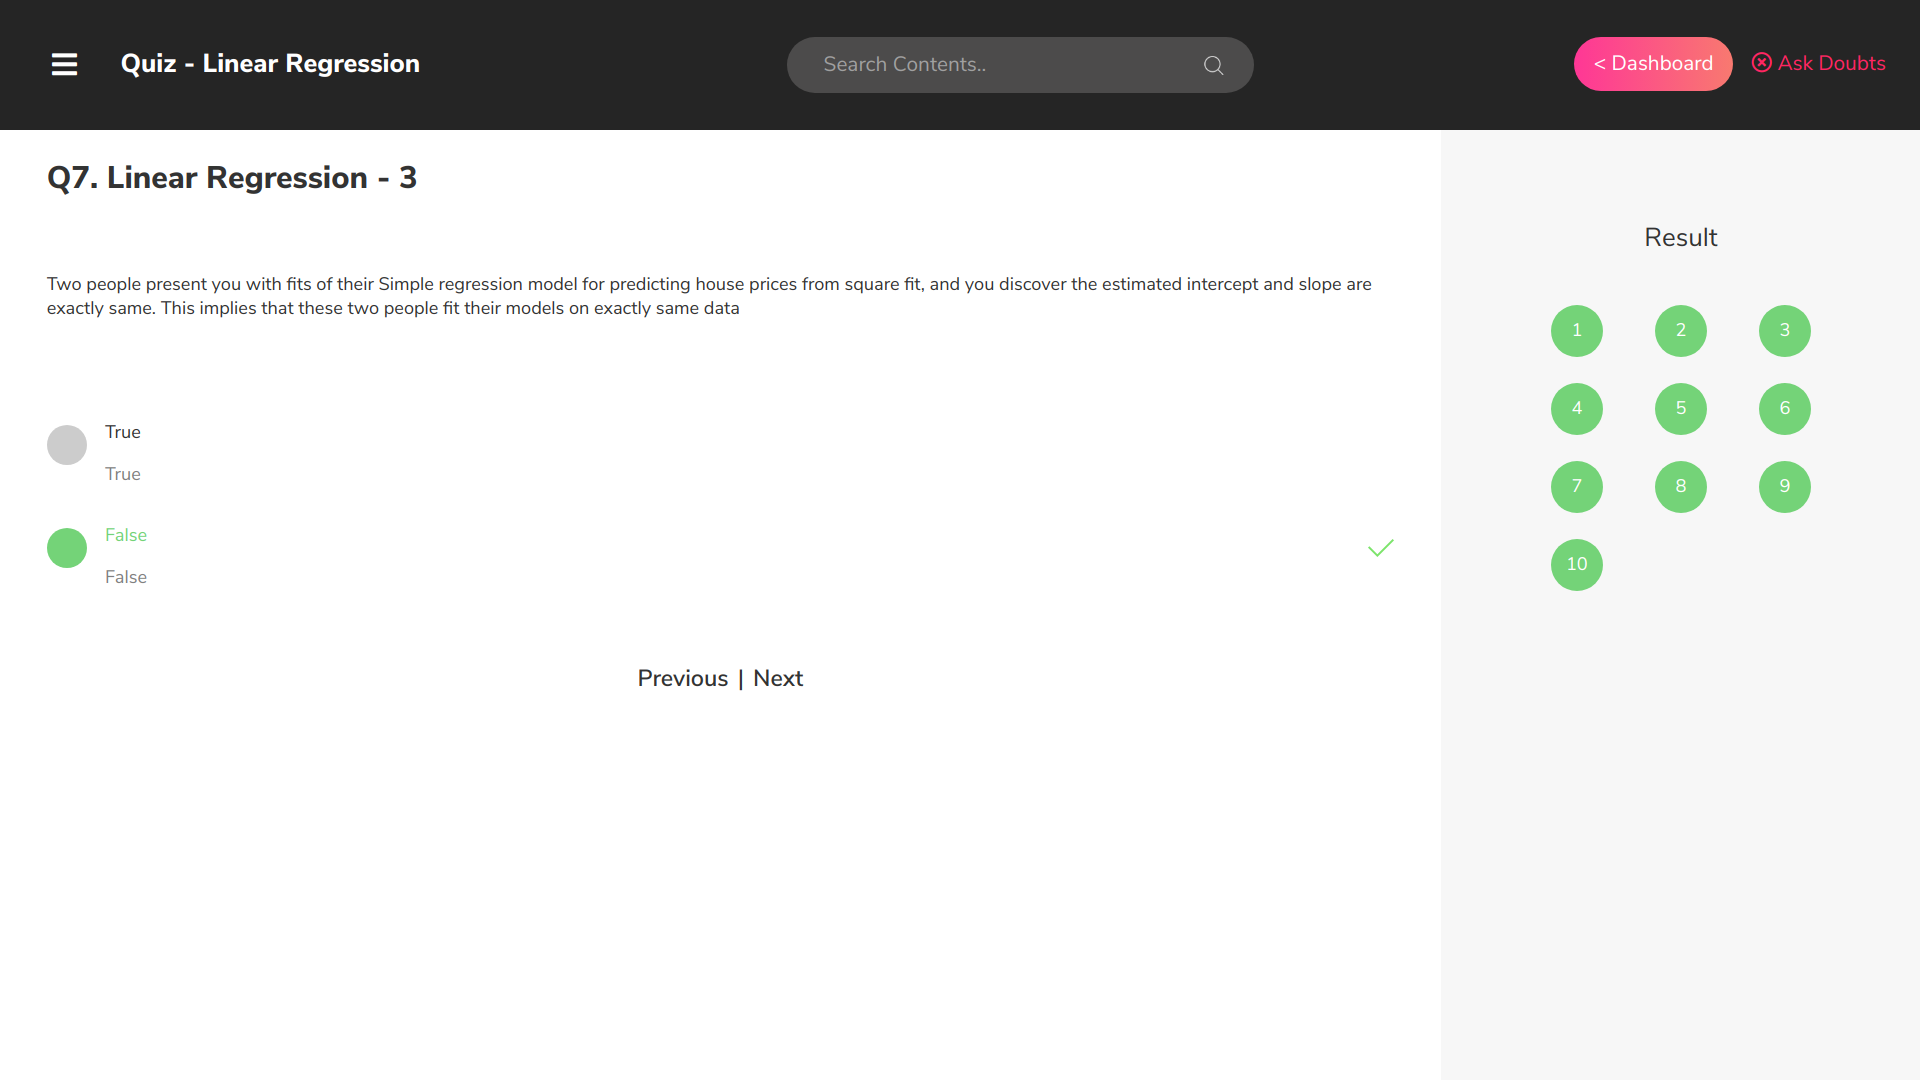 Quiz - Linear Regression
Search Contents..
< Dashboard
Ask Doubts
Q7. Linear Regression - 3
Two people present you with fits of their Simple regression model for predicting house prices from square fit, and you discover the estimated intercept and slope are
exactly same. This implies that these two people fit their models on exactly same data
True
True
False
False
Previous | Next
Result
1 2 3
4 5 6
7 8 9
10